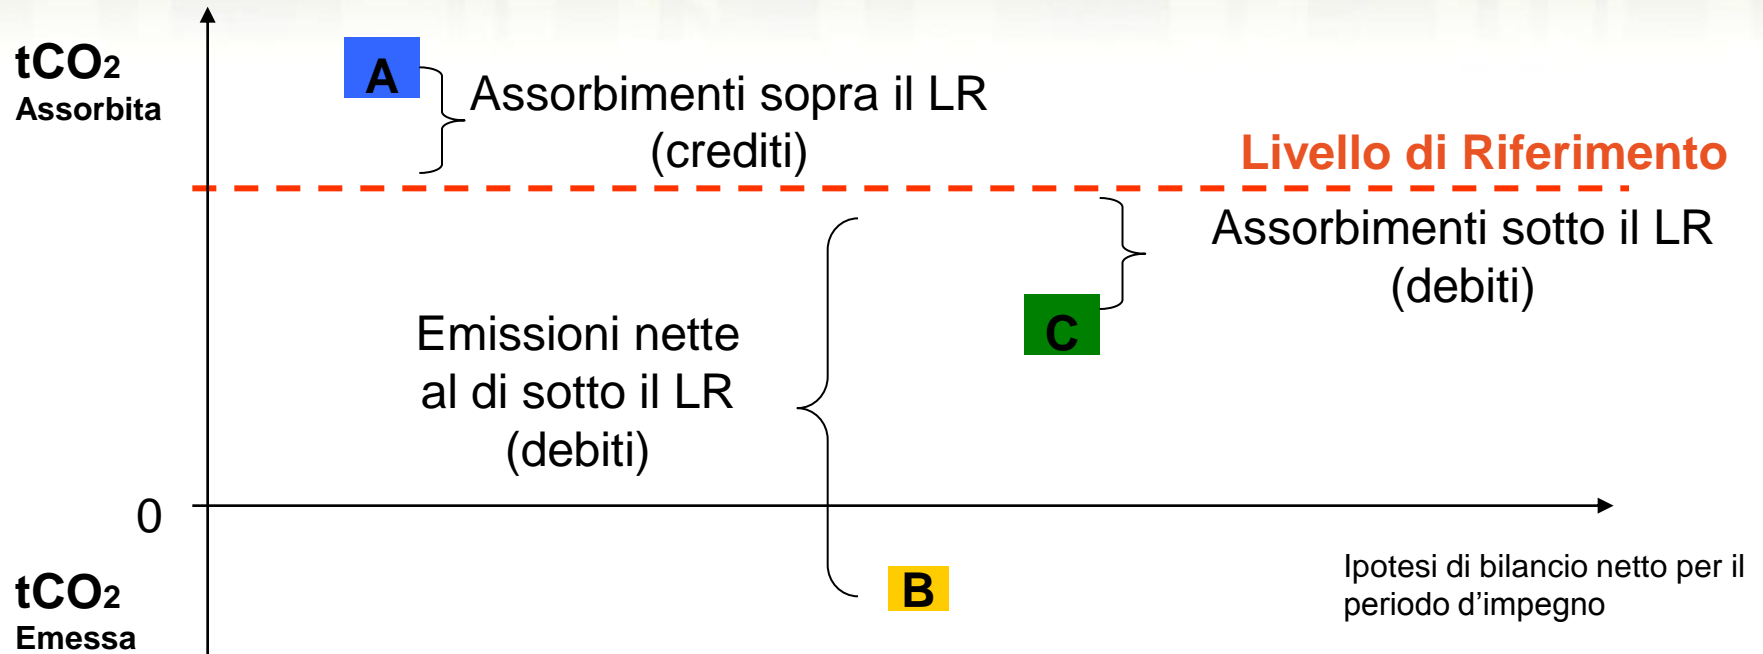 tCO2
Assorbita
A
Assorbimenti sopra il LR
(crediti)
Livello di Riferimento
Assorbimenti sotto il LR
(debiti)
C
Emissioni nette
al di sotto il LR
(debiti)
0
B
Ipotesi di bilancio netto per il
periodo d’impegno
tCO2
Emessa